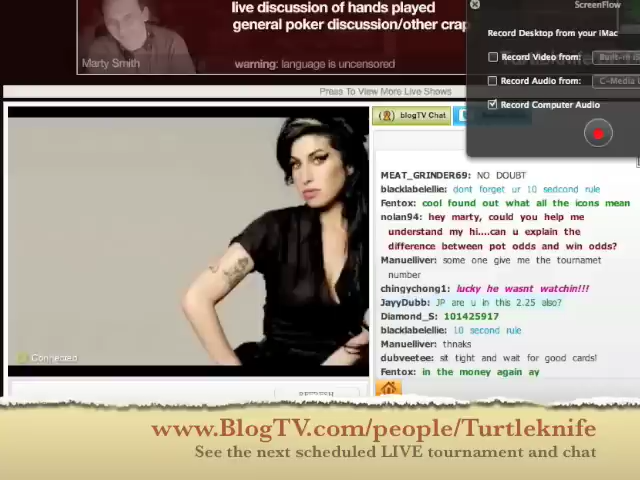 live discussion of hands played
general poker discussion/other crap
Marty Smith
warning: language is uncensored
ScreenFlow
Record Desktop from your iMac
Record Video from:
Built-in
Record Audio from:
C-Media
Record Computer Audio
Press To View More Live Shows
blogTV Chat
MEAT_GRINDER69: NO DOUBT
blacklabelellie: dont forget ur 10 sedcond rule
Fentox: cool found out what all the icons mean
nolan94: hey marty, could you help me
understand my hi....can u explain the
difference between pot odds and win odds?
Manuelliver: some one give me the tournamet
number
chingychong1: lucky he wasnt watchin!!!
JayyDubb: JP are u in this 2.25 also?
Diamond_S: 101425917
blacklabelellie: 10 second rule
Manuelliver: thnaks
dubveetee: sit tight and wait for good cards!
Fentox: in the money again ay
Connected
REFRESH
www.BlogTV.com/people/Turtleknife
See the next scheduled LIVE tournament and chat